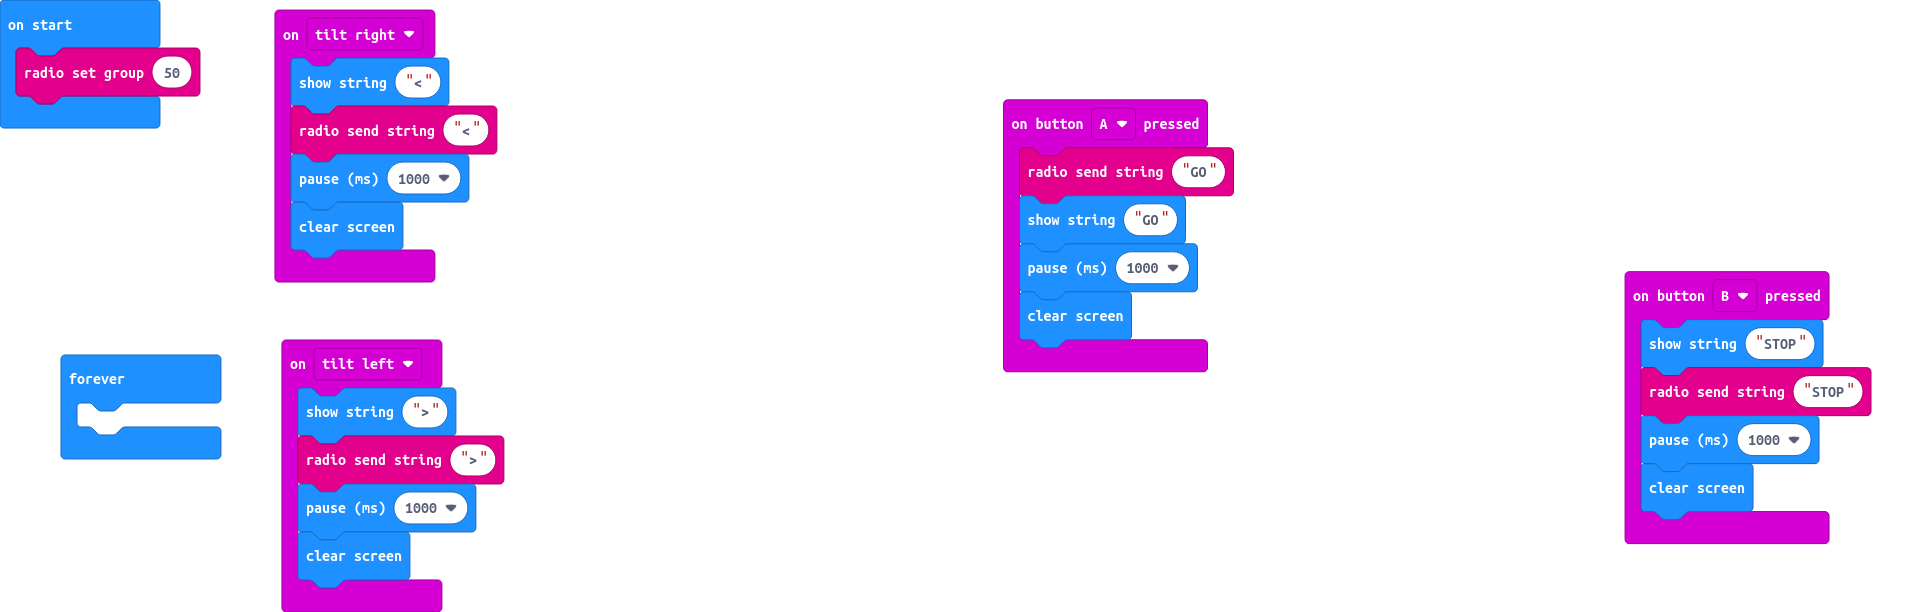 on start
radio set group 50
on tilt right
show string "<"
radio send string "<"
pause (ms) 1000
clear screen
forever
on tilt left
show string ">"
radio send string ">"
pause (ms) 1000
clear screen
on button A pressed
radio send string "GO"
show string "GO"
pause (ms) 1000
clear screen
on button B pressed
show string "STOP"
radio send string "STOP"
pause (ms) 1000
clear screen